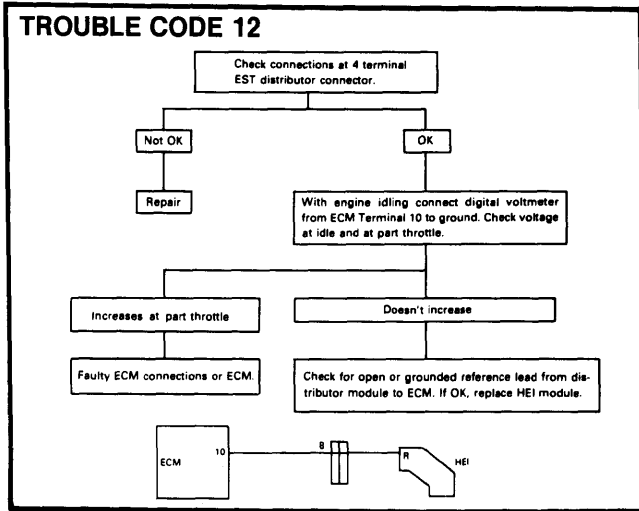 TROUBLE CODE 12
Check connections at 4 terminal
EST distributor connector.
Not OK
OK
Repair
With engine idling connect digital voltmeter
from ECM Terminal 10 to ground. Check voltage
at idle and at part throttle.
Increases at part throttle
Doesn't increase
Faulty ECM connections or ECM.
Check for open or grounded reference lead from dis-
tributor module to ECM. If OK, replace HEI module.
ECM
10
B
R
HEI